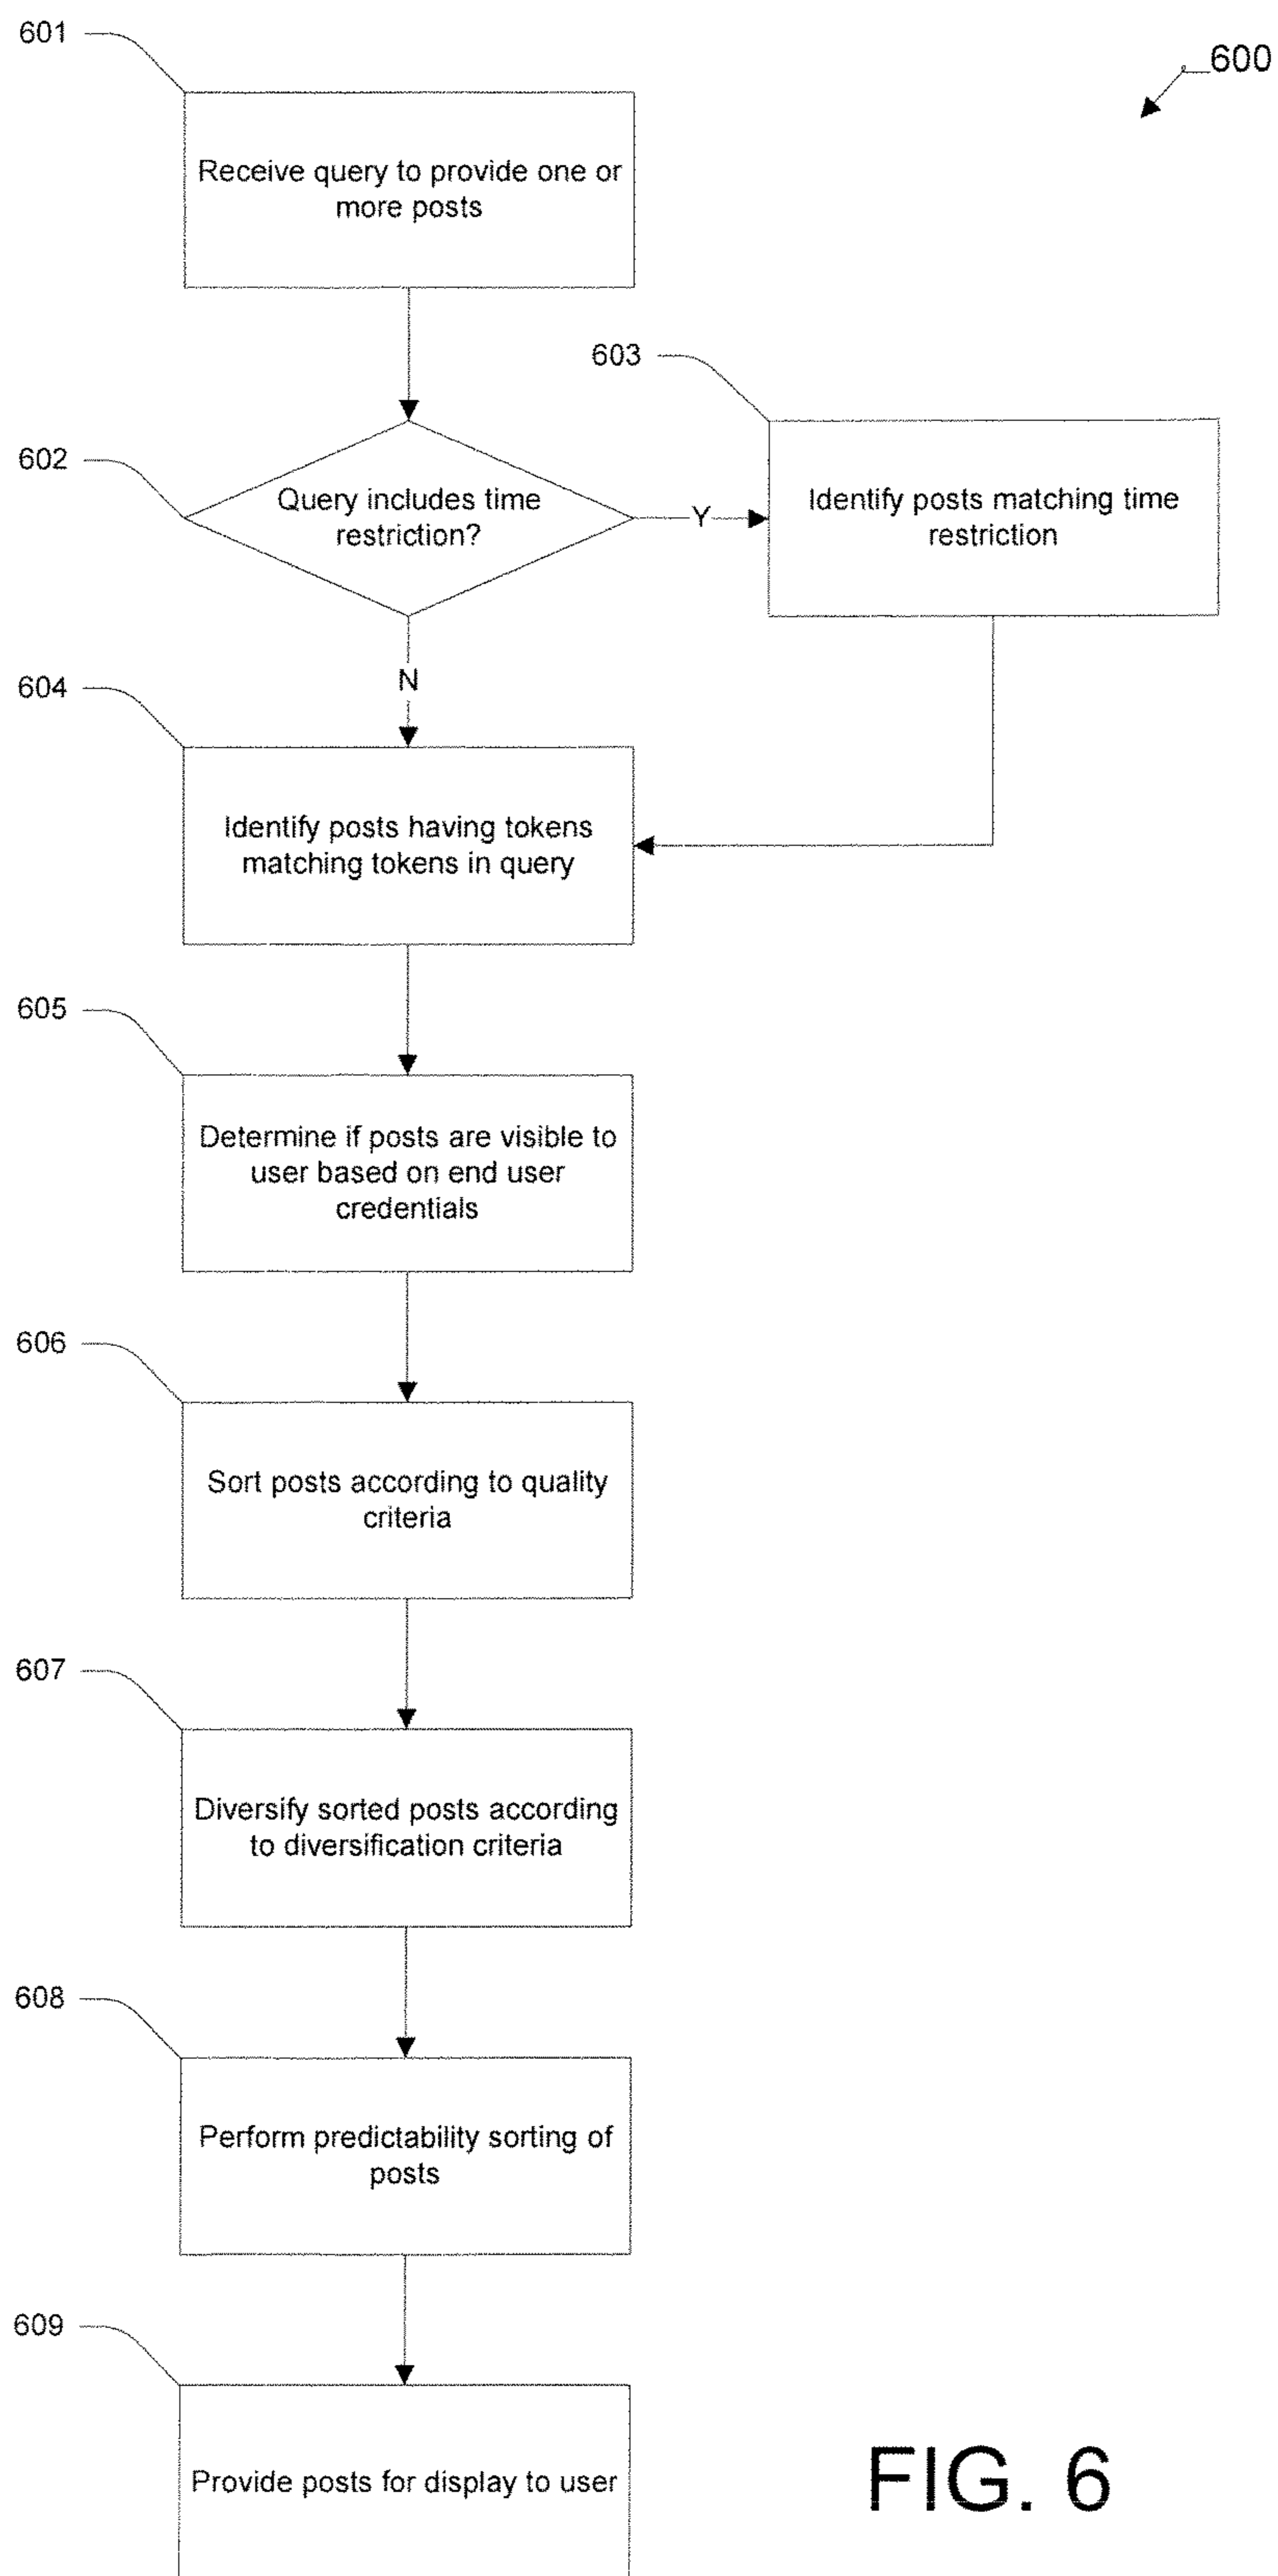 601
600
Receive query to provide one or
more posts
603
602
Query includes time
restriction?
Y
Identify posts matching time
restriction
N
604
Identify posts having tokens
matching tokens in query
605
Determine if posts are visible to
user based on end user
credentials
606
Sort posts according to quality
criteria
607
Diversify sorted posts according
to diversification criteria
608
Perform predictability sorting of
posts
609
Provide posts for display to user
FIG. 6